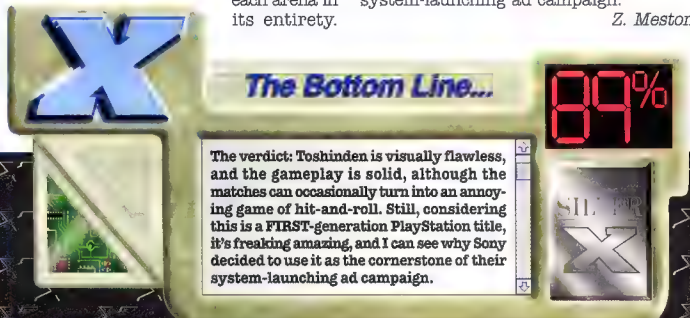 each arena in
its entirety.
system-launching ad campaign.
Z. Meston
X
The Bottom Line...
89%
The verdict: Toshinden is visually flawless,
and the gameplay is solid, although the
matches can occasionally turn into an annoy-
ing game of hit-and-roll. Still, considering
this is a FIRST-generation PlayStation title,
it's freaking amazing, and I can see why Sony
decided to use it as the cornerstone of their
system-launching ad campaign.
SILVER
X